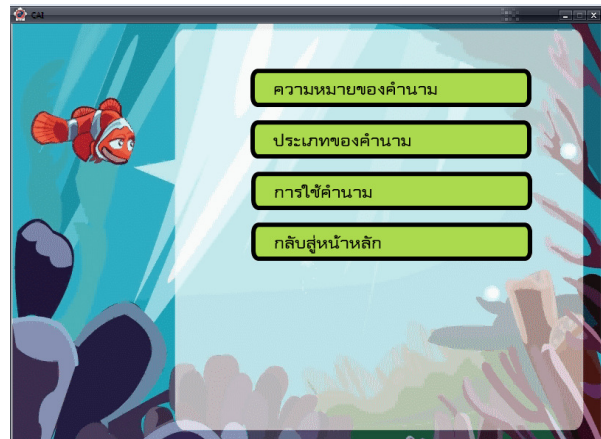 CAI
ความหมายของคำนาม
ประเภทของคำนาม
การใช้คำนาม
กลับสู่หน้าหลัก